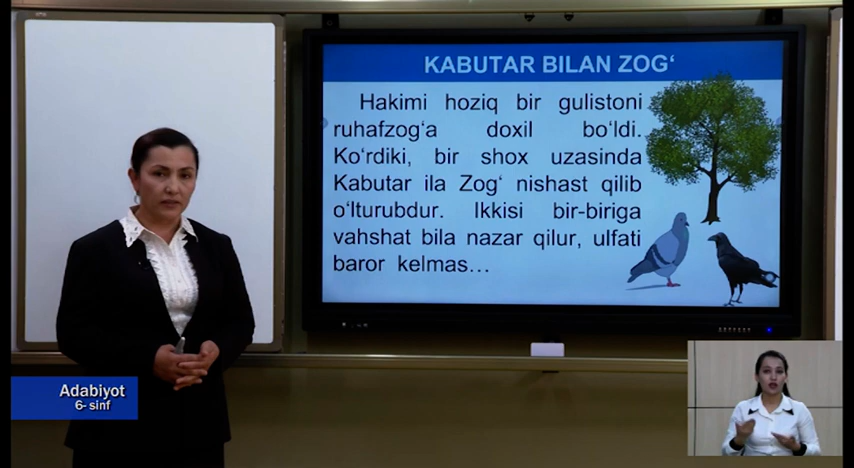 KABUTAR BILAN ZOG‘
Hakimi hoziq bir gulistoni
ruhafzog‘a doxil bo‘ldi.
Ko‘rdiki, bir shox uzasinda
Kabutar ila Zog‘ nishast qilib
o‘lturubdur. Ikkisi bir-biriga
vahshat bila nazar qilur, ulfati
baror kelmas...
Adabiyot
6- sinf